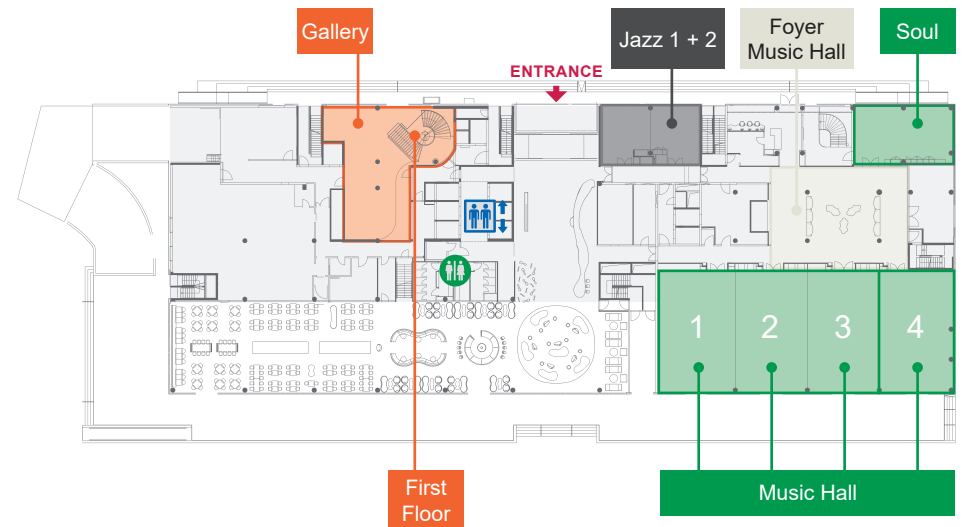 Gallery
Jazz 1 + 2
Foyer
Music Hall
Soul
ENTRANCE
1
2
3
4
First
Floor
Music Hall